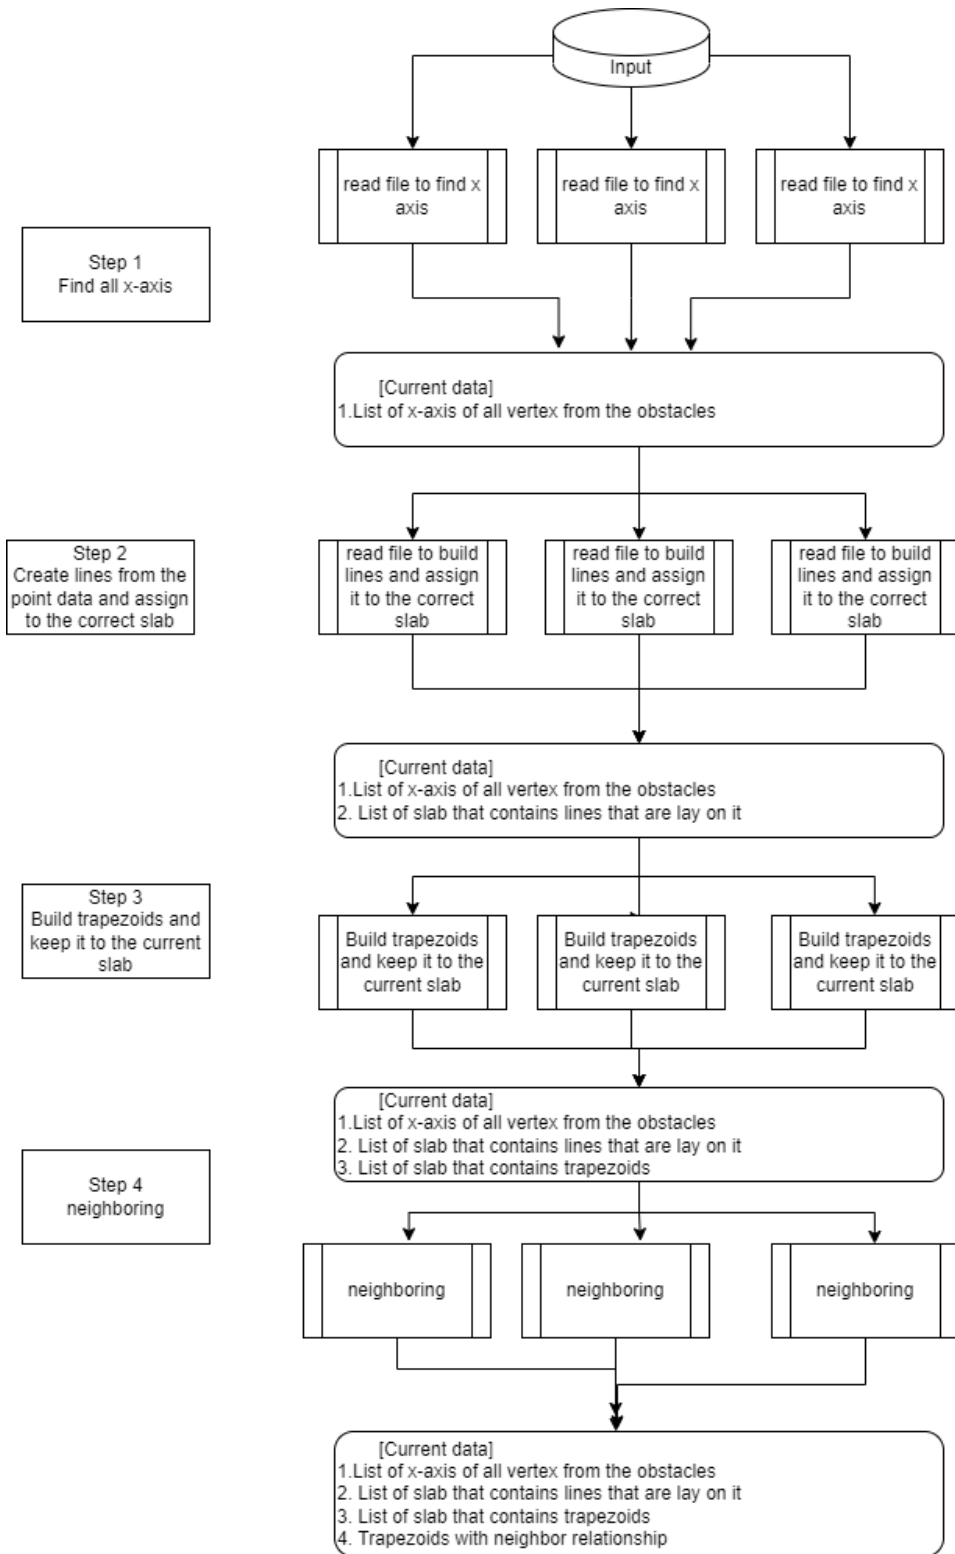 Input
read file to find x
axis
read file to find x
axis
read file to find x
axis
Step 1
Find all x-axis
[Current data]
1.List of x-axis of all vertex from the obstacles
Step 2
Create lines from the
point data and assign
to the correct slab
read file to build
lines and assign
it to the correct
slab
read file to build
lines and assign
it to the correct
slab
read file to build
lines and assign
it to the correct
slab
[Current data]
1.List of x-axis of all vertex from the obstacles
2. List of slab that contains lines that are lay on it
Step 3
Build trapezoids and
keep it to the current
slab
Build trapezoids
and keep it to the
current slab
Build trapezoids
and keep it to the
current slab
Build trapezoids
and keep it to the
current slab
[Current data]
1.List of x-axis of all vertex from the obstacles
2. List of slab that contains lines that are lay on it
3. List of slab that contains trapezoids
Step 4
neighboring
neighboring
neighboring
neighboring
[Current data]
1.List of x-axis of all vertex from the obstacles
2. List of slab that contains lines that are lay on it
3. List of slab that contains trapezoids
4. Trapezoids with neighbor relationship